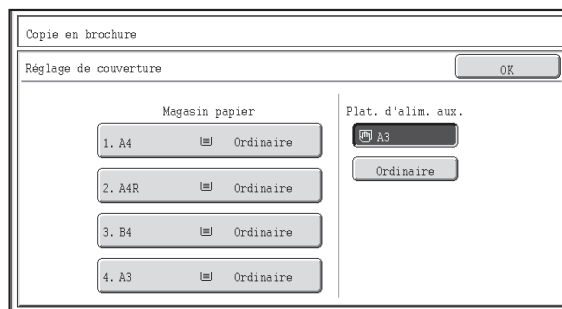 Copie en brochure
Réglage de couverture
OK
Magasin papier
1. A4 Ordinaire
2. A4R Ordinaire
3. B4 Ordinaire
4. A3 Ordinaire
Plat. d'alim. aux.
A3
Ordinaire